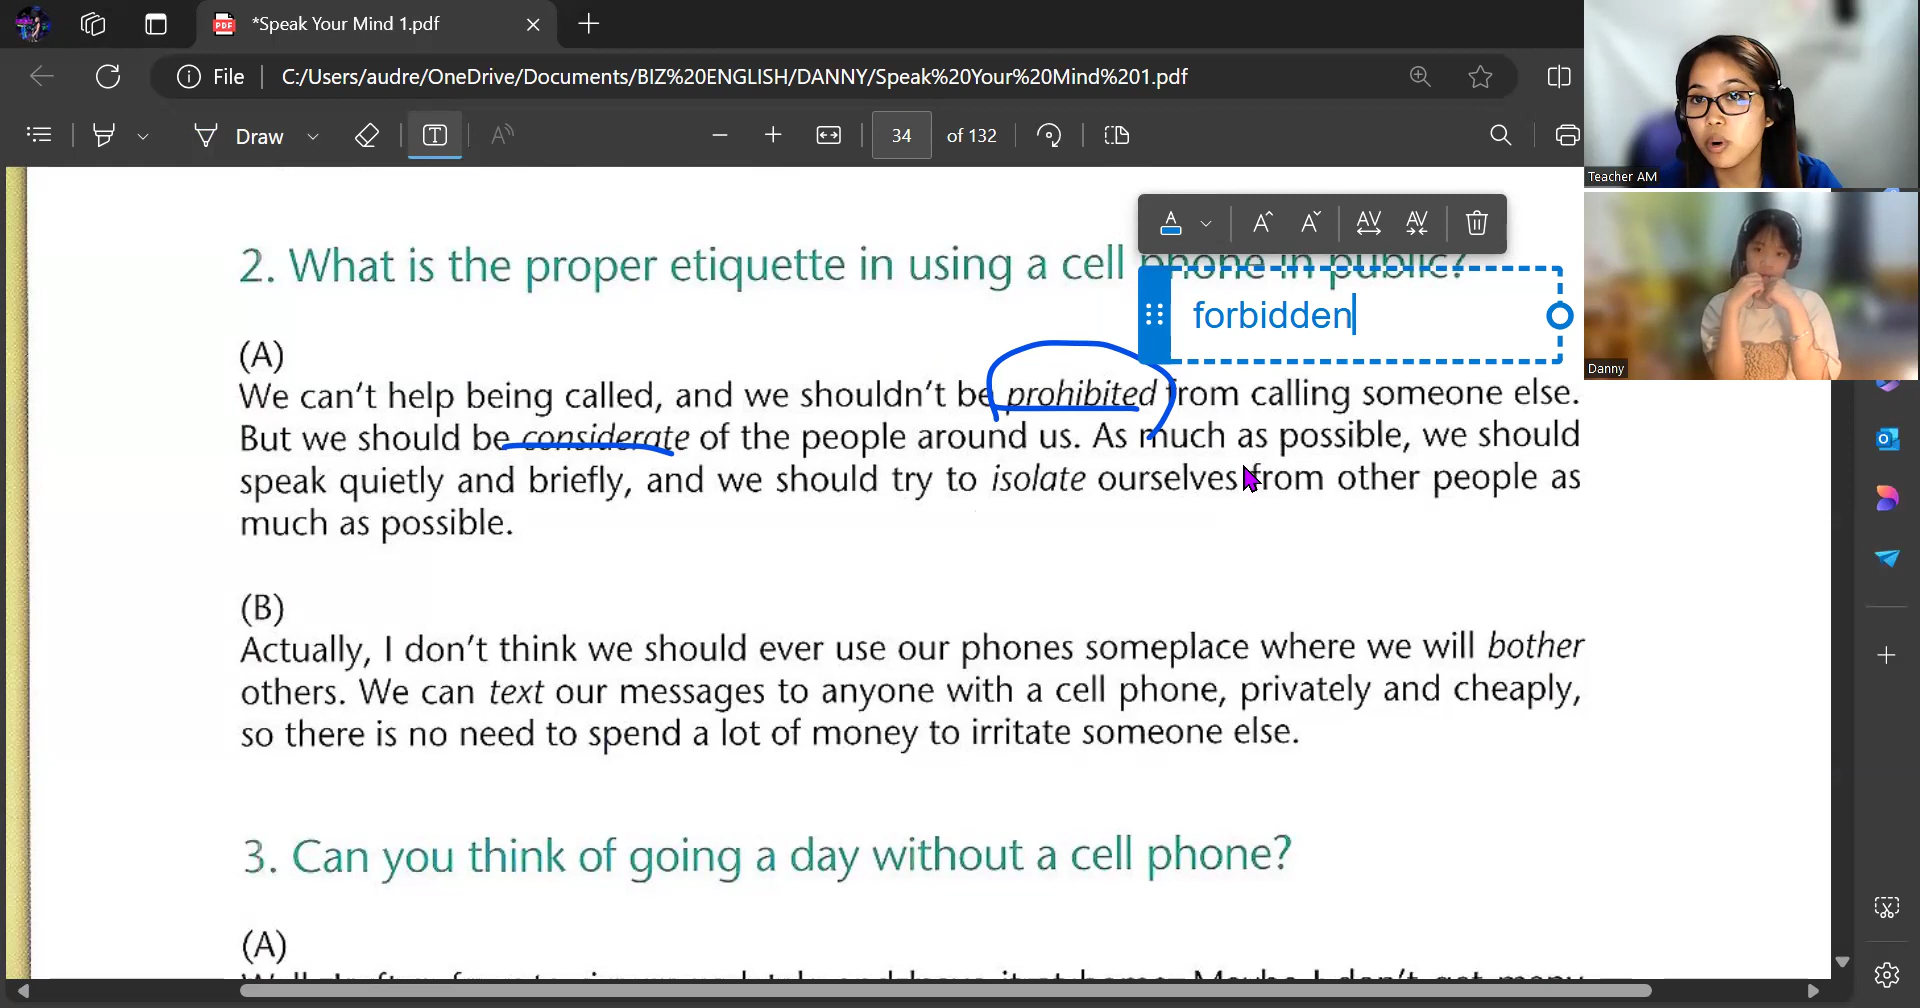 *Speak Your Mind 1.pdf
File
C:/Users/audre/OneDrive/Documents/BIZ%20ENGLISH/DANNY/Speak%20Your%20Mind%201.pdf
Draw
34 of 132
Teacher AM
Danny
2. What is the proper etiquette in using a cell phone in public?
forbidden
(A)
We can't help being called, and we shouldn't be prohibited from calling someone else.
But we should be considerate of the people around us. As much as possible, we should
speak quietly and briefly, and we should try to isolate ourselves from other people as
much as possible.
(B)
Actually, I don't think we should ever use our phones someplace where we will bother
others. We can text our messages to anyone with a cell phone, privately and cheaply,
so there is no need to spend a lot of money to irritate someone else.
3. Can you think of going a day without a cell phone?
(A)